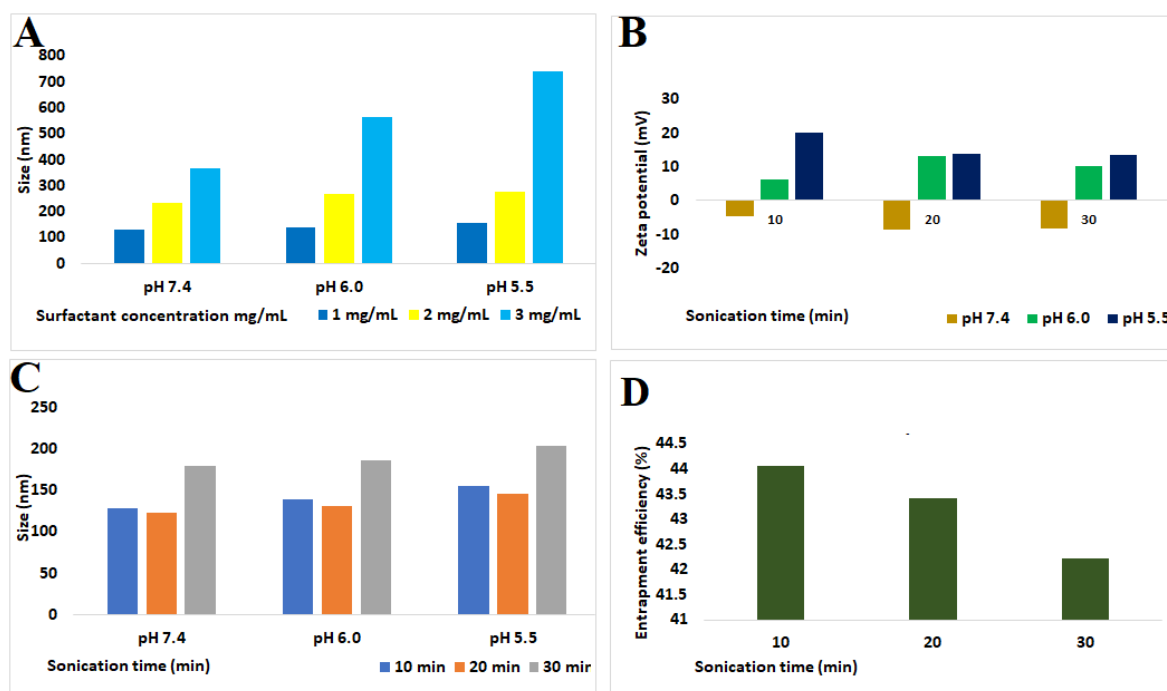 A
800
700
600
500
400
300
200
100
0
Size (nm)
pH 7.4 pH 6.0 pH 5.5
Surfactant concentration mg/mL 1 mg/mL 2 mg/mL 3 mg/mL
B
30
20
10
0
-10
-20
Zeta potential (mV)
10 20 30
Sonication time (min) pH 7.4 pH 6.0 pH 5.5
C
250
200
150
100
50
0
Size (nm)
pH 7.4 pH 6.0 pH 5.5
Sonication time (min) 10 min 20 min 30 min
D
44.5
44
43.5
43
42.5
42
41.5
41
Entrapment efficiency (%)
10 20 30
Sonication time (min)